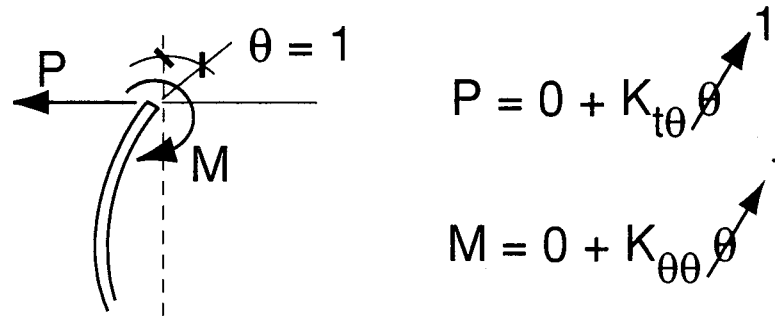 θ = 1
P
M
1
P = 0 + K_tθ θ
M = 0 + K_θθ θ